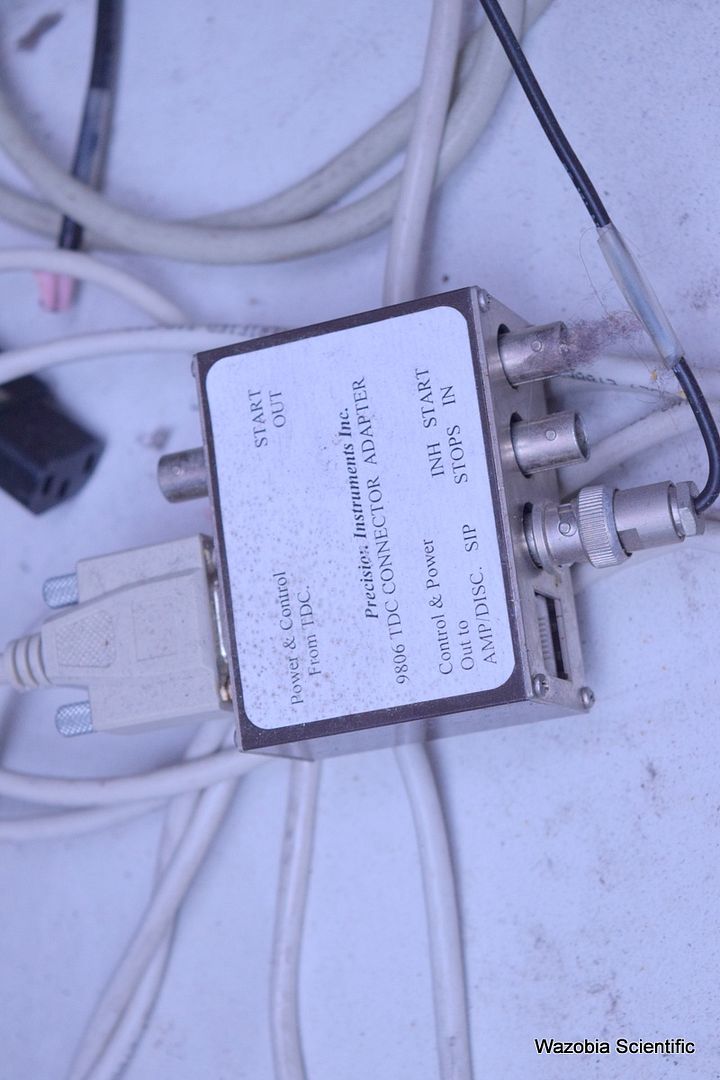 Power & Control
From TDC.
START
OUT
Precision Instruments Inc.
9806 TDC CONNECTOR ADAPTER
Control & Power
Out to
AMP/DISC. SIP
INH START
STOPS IN
Wazobia Scientific